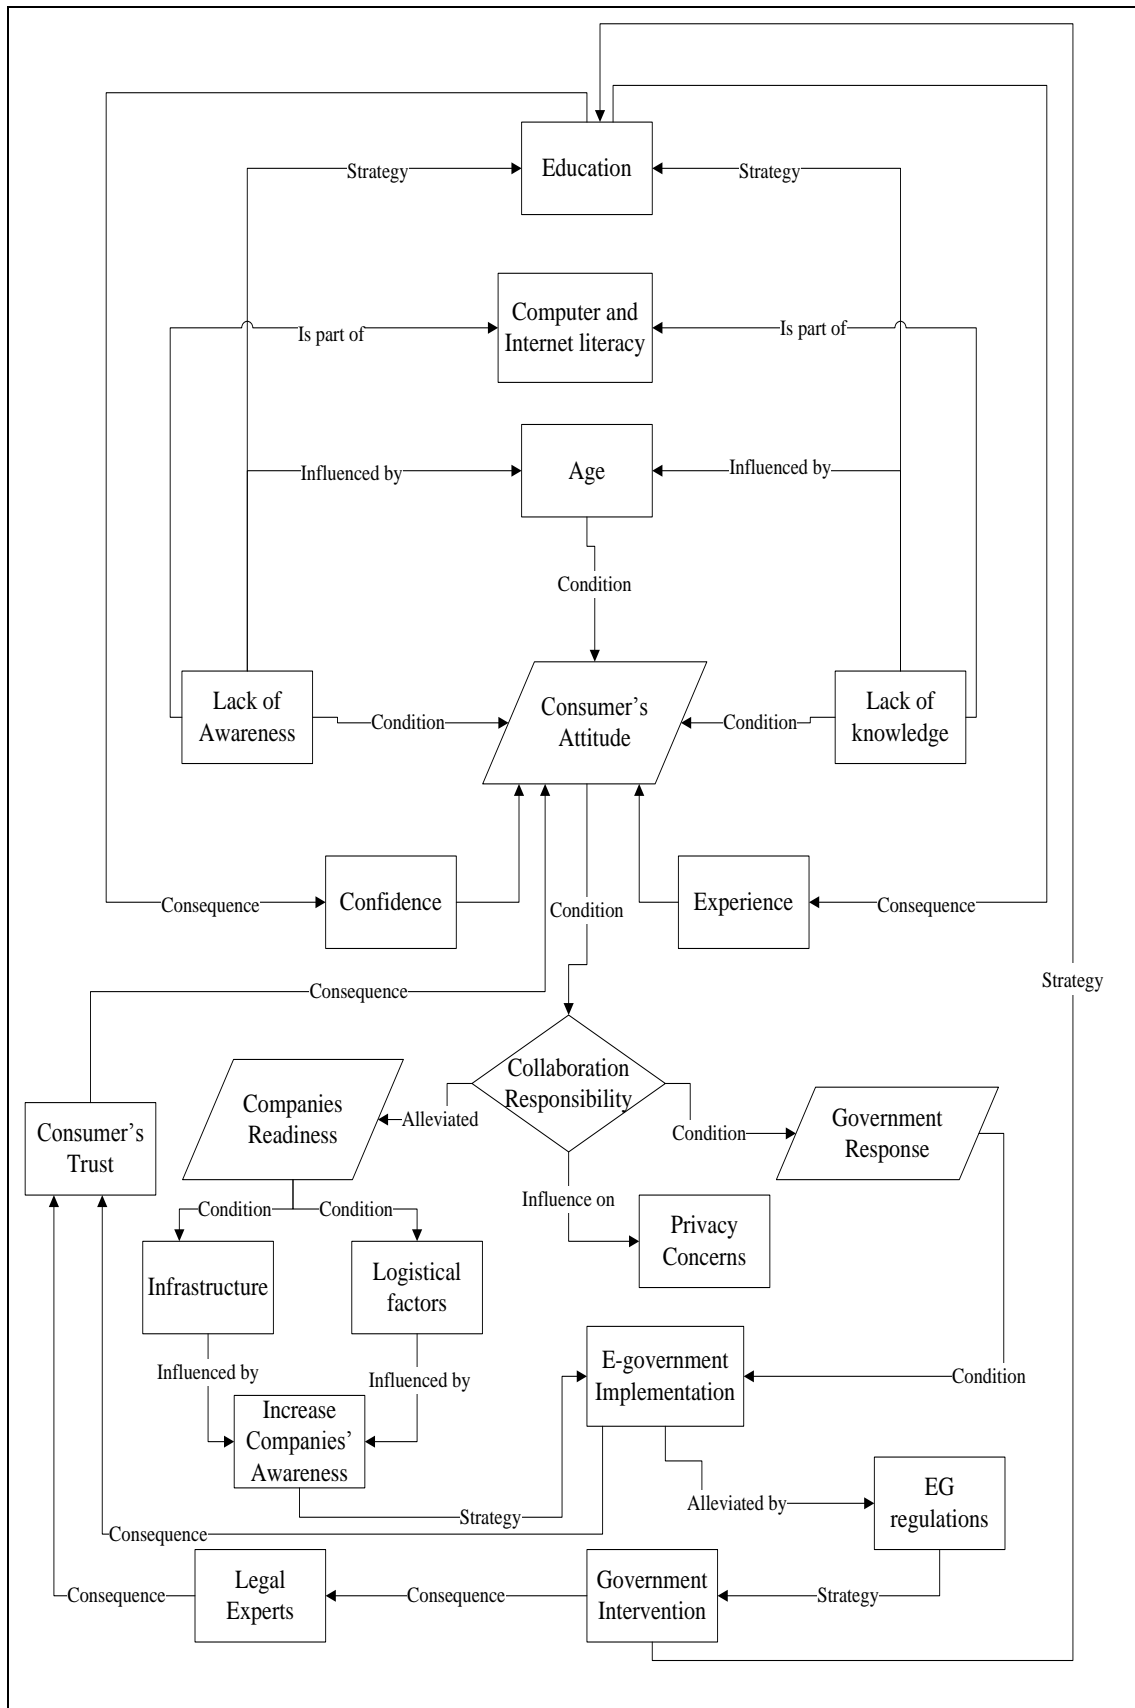 Strategy
Education
Strategy
Is part of
Computer and
Internet literacy
Is part of
Influenced by
Age
Influenced by
Condition
Lack of
Awareness
Condition
Consumer’s
Attitude
Condition
Lack of
knowledge
Consequence
Confidence
Condition
Experience
Consequence
Consequence
Strategy
Collaboration
Responsibility
Companies
Readiness
Alleviated
Condition
Government
Response
Consumer’s
Trust
Condition
Condition
Influence on
Privacy
Concerns
Infrastructure
Logistical
factors
Influenced by
Influenced by
E-government
Implementation
Condition
Increase
Companies’
Awareness
Strategy
Alleviated by
EG
regulations
Consequence
Consequence
Legal
Experts
Consequence
Government
Intervention
Strategy